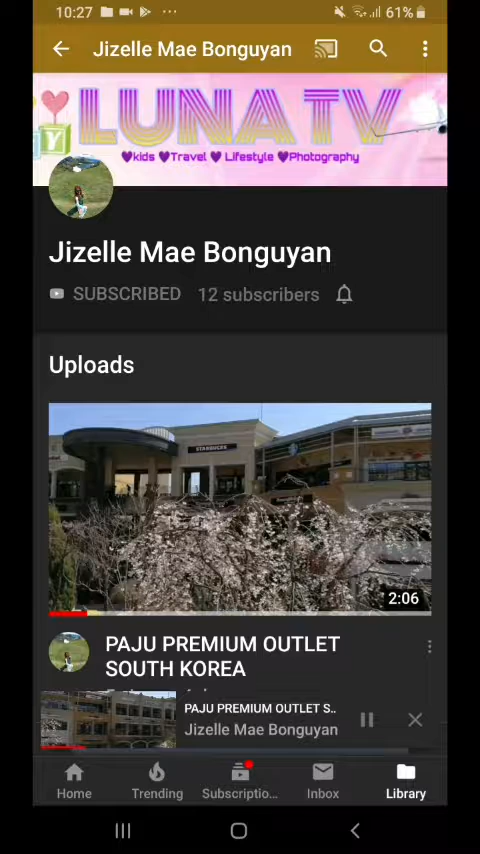 10:27
61%
Jizelle Mae Bonguyan
LUNA TV
kids Travel Lifestyle Photography
Jizelle Mae Bonguyan
SUBSCRIBED 12 subscribers
Uploads
STARBUCKS
2:06
PAJU PREMIUM OUTLET
SOUTH KOREA
PAJU PREMIUM OUTLET S..
Jizelle Mae Bonguyan
Home
Trending
Subscriptio...
Inbox
Library